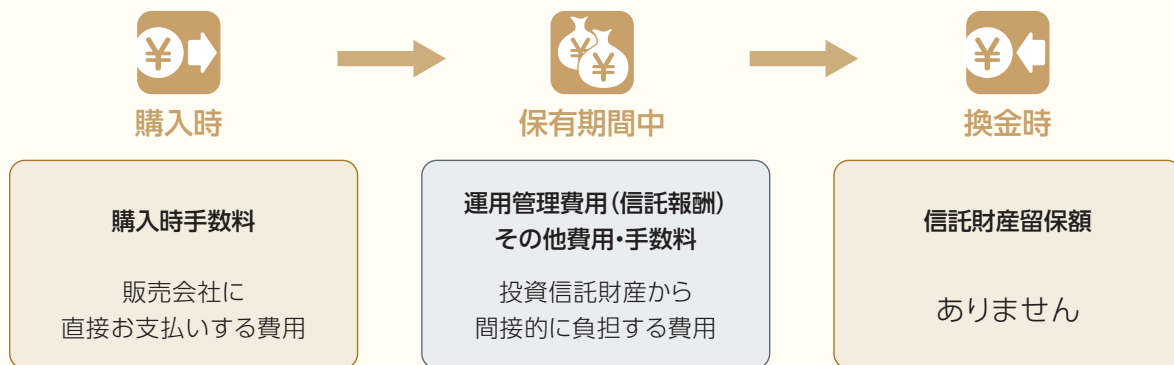 ¥
¥
¥
¥
購入時
保有期間中
換金時
購入時手数料
販売会社に
直接お支払いする費用
運用管理費用(信託報酬)
その他費用・手数料
投資信託財産から
間接的に負担する費用
信託財産留保額
ありません